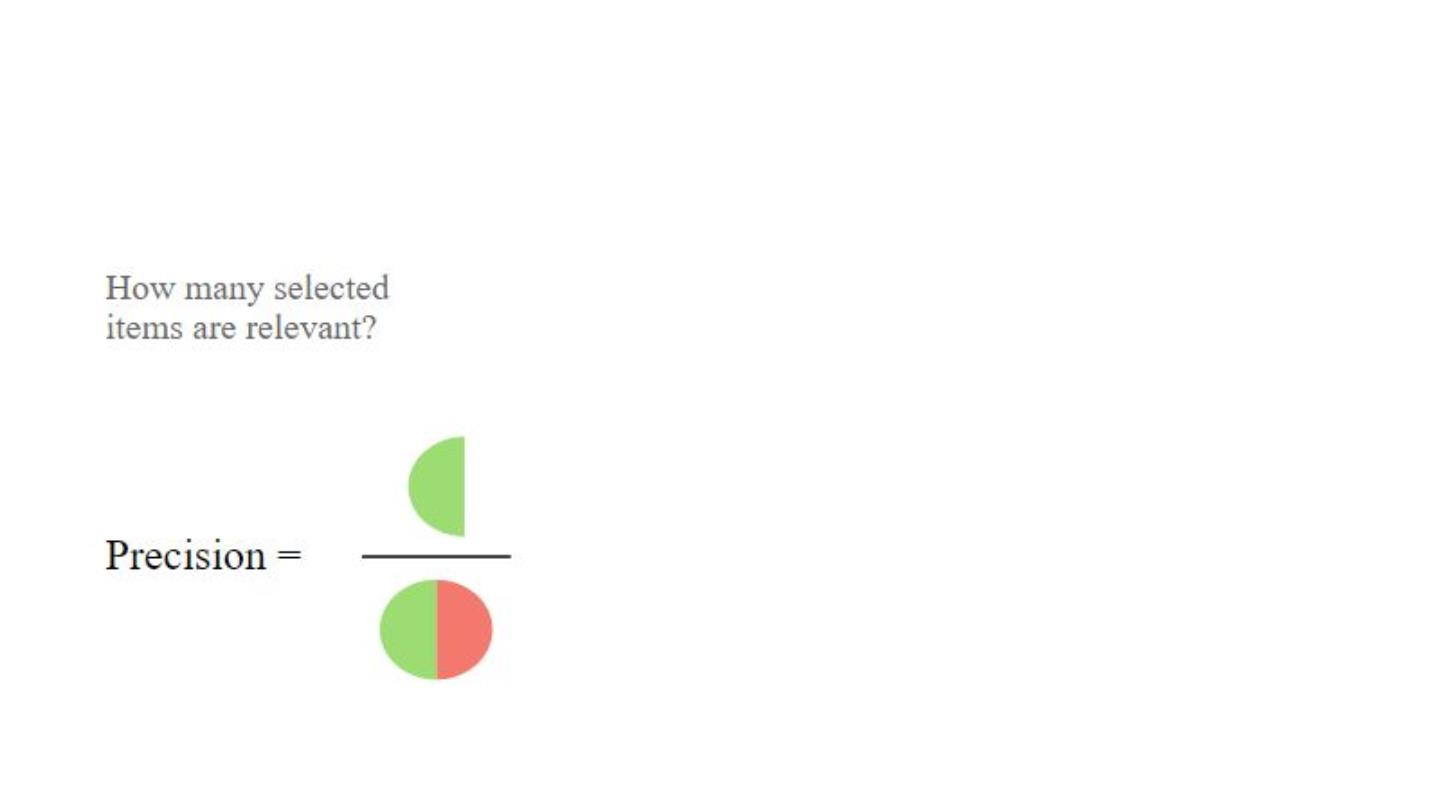 How many selected
items are relevant?
Precision =